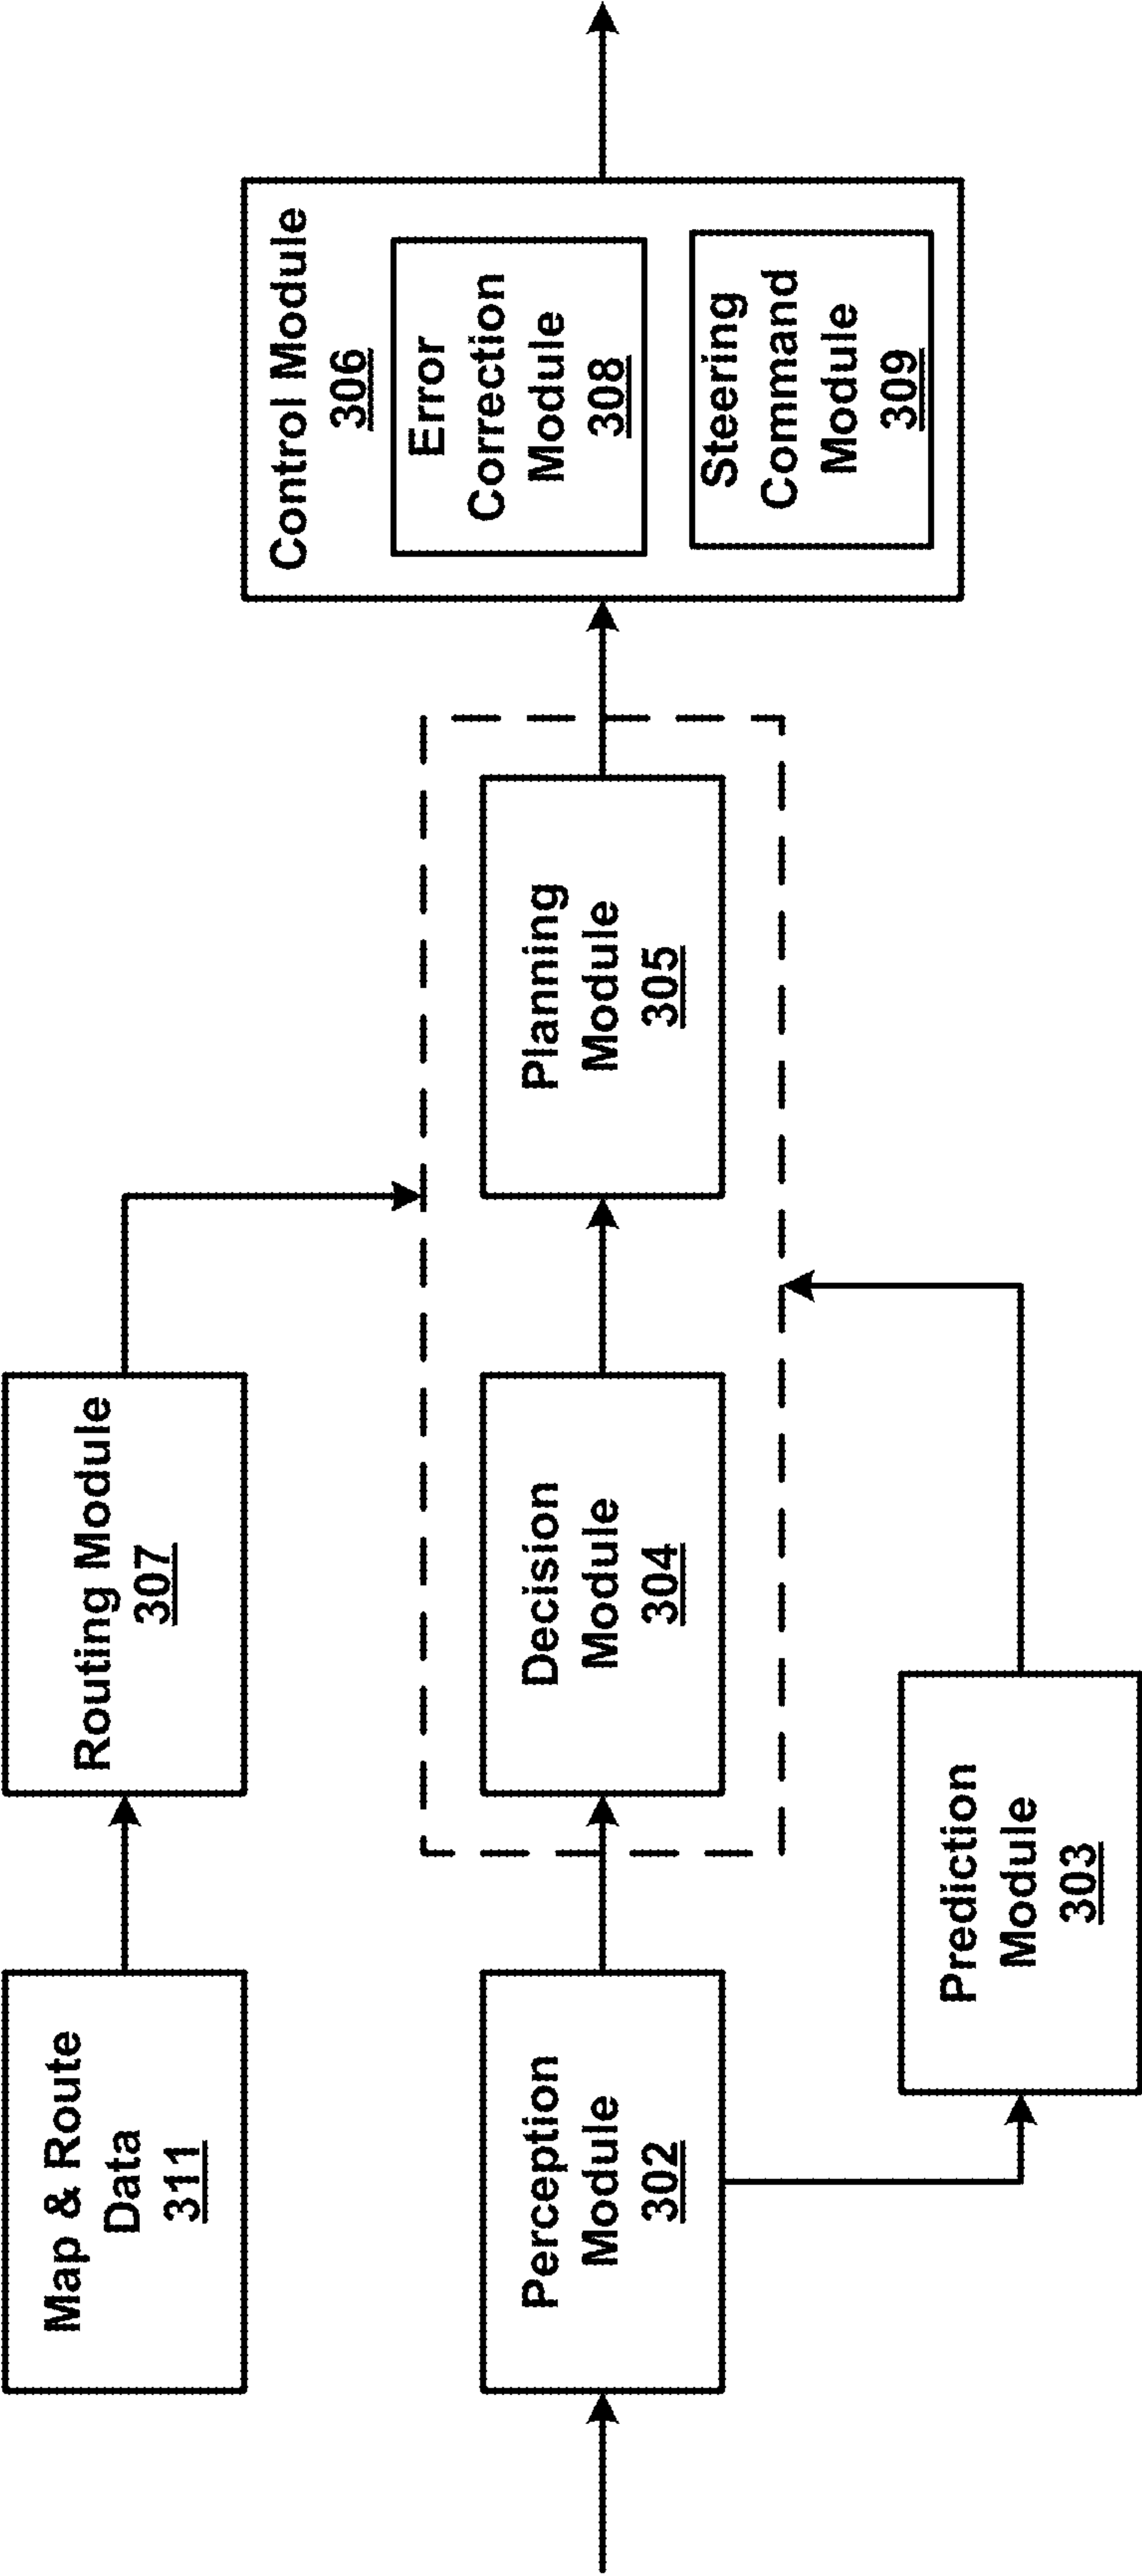 Map & Route
Data
311
Routing Module
307
Perception
Module
302
Decision
Module
304
Planning
Module
305
Prediction
Module
303
Control Module
306
Error
Correction
Module
308
Steering
Command
Module
309